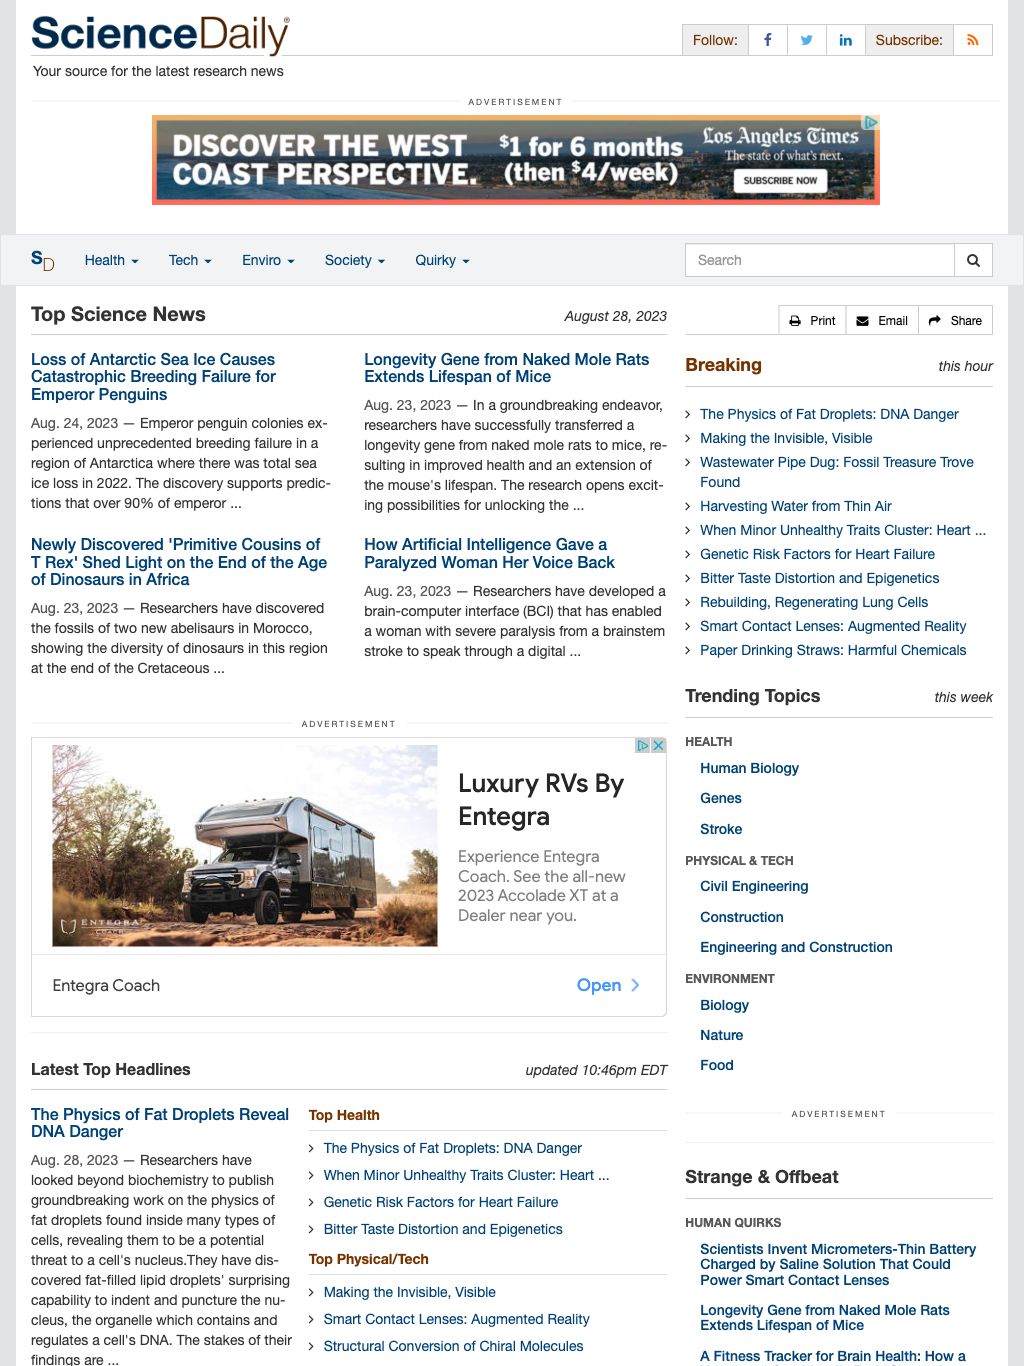 ScienceDaily®
Your source for the latest research news
Follow:
Subscribe:
ADVERTISEMENT
DISCOVER THE WEST
COAST PERSPECTIVE.
$1 for 6 months
(then $4/week)
Los Angeles Times
The state of what's next.
SUBSCRIBE NOW
SD
Health
Tech
Enviro
Society
Quirky
Search
Top Science News
August 28, 2023
Loss of Antarctic Sea Ice Causes
Catastrophic Breeding Failure for
Emperor Penguins
Aug. 24, 2023 — Emperor penguin colonies ex-
perienced unprecedented breeding failure in a
region of Antarctica where there was total sea
ice loss in 2022. The discovery supports predic-
tions that over 90% of emperor ...
Longevity Gene from Naked Mole Rats
Extends Lifespan of Mice
Aug. 23, 2023 — In a groundbreaking endeavor,
researchers have successfully transferred a
longevity gene from naked mole rats to mice, re-
sulting in improved health and an extension of
the mouse's lifespan. The research opens excit-
ing possibilities for unlocking the ...
Newly Discovered 'Primitive Cousins of
T Rex' Shed Light on the End of the Age
of Dinosaurs in Africa
Aug. 23, 2023 — Researchers have discovered
the fossils of two new abelisaurs in Morocco,
showing the diversity of dinosaurs in this region
at the end of the Cretaceous ...
How Artificial Intelligence Gave a
Paralyzed Woman Her Voice Back
Aug. 23, 2023 — Researchers have developed a
brain-computer interface (BCI) that has enabled
a woman with severe paralysis from a brainstem
stroke to speak through a digital ...
ADVERTISEMENT
ENTEGRA
COACH
Luxury RVs By
Entegra
Experience Entegra
Coach. See the all-new
2023 Accolade XT at a
Dealer near you.
Entegra Coach
Open
Latest Top Headlines
updated 10:46pm EDT
The Physics of Fat Droplets Reveal
DNA Danger
Aug. 28, 2023 — Researchers have
looked beyond biochemistry to publish
groundbreaking work on the physics of
fat droplets found inside many types of
cells, revealing them to be a potential
threat to a cell's nucleus.They have dis-
covered fat-filled lipid droplets' surprising
capability to indent and puncture the nu-
cleus, the organelle which contains and
regulates a cell's DNA. The stakes of their
findings are ...
Top Health
The Physics of Fat Droplets: DNA Danger
When Minor Unhealthy Traits Cluster: Heart ...
Genetic Risk Factors for Heart Failure
Bitter Taste Distortion and Epigenetics
Top Physical/Tech
Making the Invisible, Visible
Smart Contact Lenses: Augmented Reality
Structural Conversion of Chiral Molecules
Print
Email
Share
Breaking
this hour
The Physics of Fat Droplets: DNA Danger
Making the Invisible, Visible
Wastewater Pipe Dug: Fossil Treasure Trove
Found
Harvesting Water from Thin Air
When Minor Unhealthy Traits Cluster: Heart ...
Genetic Risk Factors for Heart Failure
Bitter Taste Distortion and Epigenetics
Rebuilding, Regenerating Lung Cells
Smart Contact Lenses: Augmented Reality
Paper Drinking Straws: Harmful Chemicals
Trending Topics
this week
HEALTH
Human Biology
Genes
Stroke
PHYSICAL & TECH
Civil Engineering
Construction
Engineering and Construction
ENVIRONMENT
Biology
Nature
Food
ADVERTISEMENT
Strange & Offbeat
HUMAN QUIRKS
Scientists Invent Micrometers-Thin Battery
Charged by Saline Solution That Could
Power Smart Contact Lenses
Longevity Gene from Naked Mole Rats
Extends Lifespan of Mice
A Fitness Tracker for Brain Health: How a